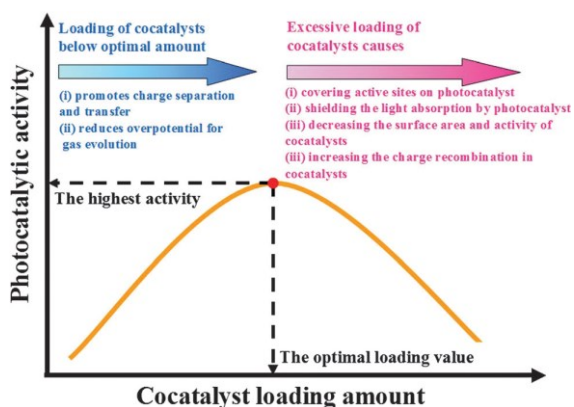 Loading of cocatalysts
below optimal amount
(i) promotes charge separation
and transfer
(ii) reduces overpotential for
gas evolution
Excessive loading of
cocatalysts causes
(i) covering active sites on photocatalyst
(ii) shielding the light absorption by photocatalyst
(iii) decreasing the surface area and activity of
cocatalysts
(iii) increasing the charge recombination in
cocatalysts
Photocatalytic activity
The highest activity
The optimal loading value
Cocatalyst loading amount